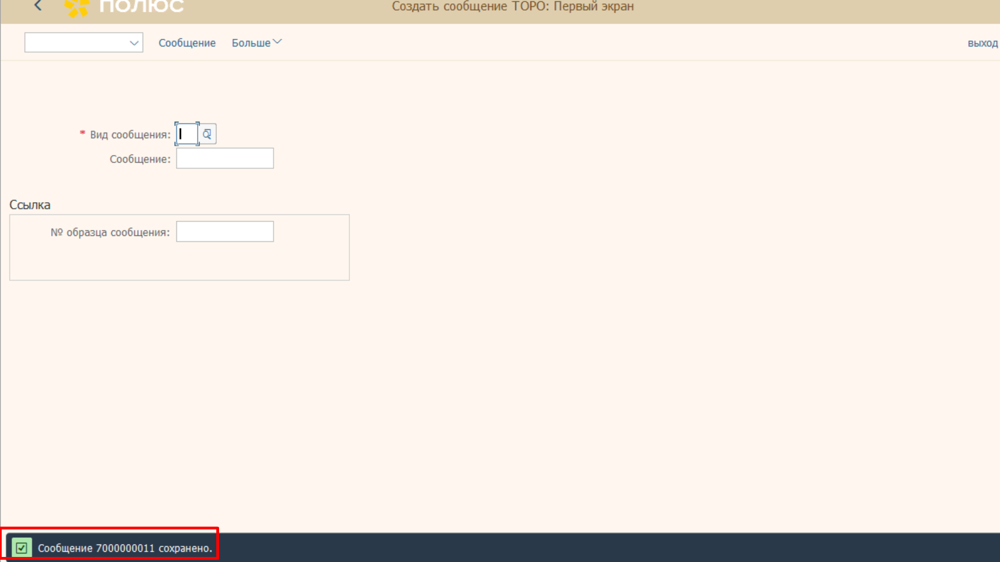 ПОЛЮС
Создать сообщение ТОРО: Первый экран
Сообщение Больше
выход
* Вид сообщения:
Сообщение:
Ссылка
№ образца сообщения:
Сообщение 7000000011 сохранено.